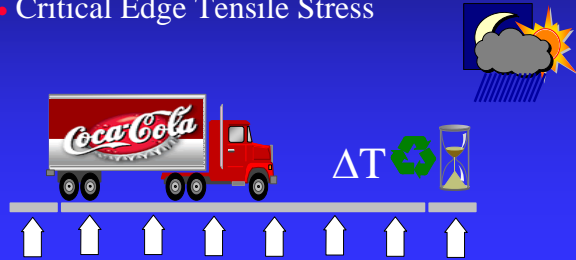 • Critical Edge Tensile Stress
Coca-Cola
ΔT